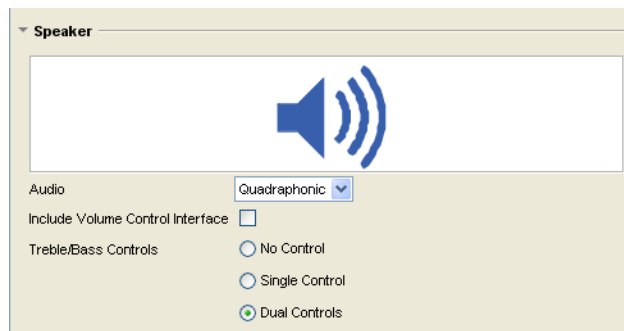 Speaker
Audio Quadraphonic
Include Volume Control Interface
Treble/Bass Controls No Control
Single Control
Dual Controls